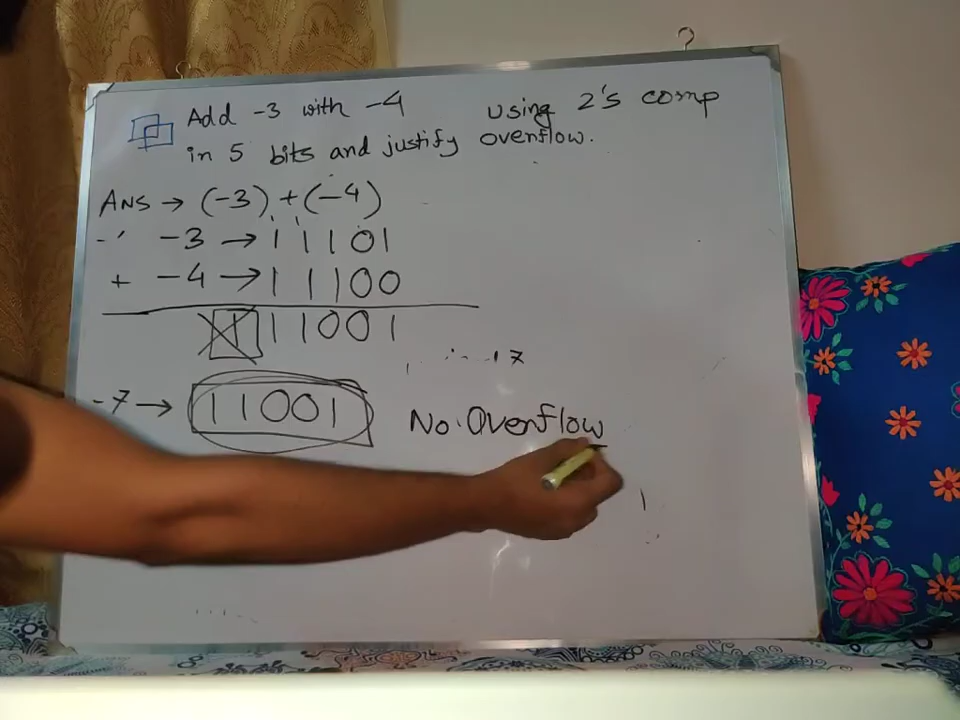 Add -3 with -4 using 2's comp
in 5 bits and justify overflow.
Ans → (-3) + (-4)
-3 → 11101
+ -4 → 11100
1 11001
-7 → 11001
No. Overflow